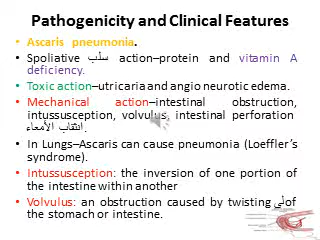 Pathogenicity and Clinical Features
• Ascaris pneumonia.
• Spoliative سلب action–protein and vitamin A
deficiency.
• Toxic action–utricaria and angio neurotic edema.
• Mechanical action–intestinal obstruction,
intussusception, volvulus, intestinal perforation
انثقاب الأمعاء.
• In Lungs–Ascaris can cause pneumonia (Loeffler's
syndrome).
• Intussusception: the inversion of one portion of
the intestine within another
• Volvulus: an obstruction caused by twisting لوى of
the stomach or intestine.